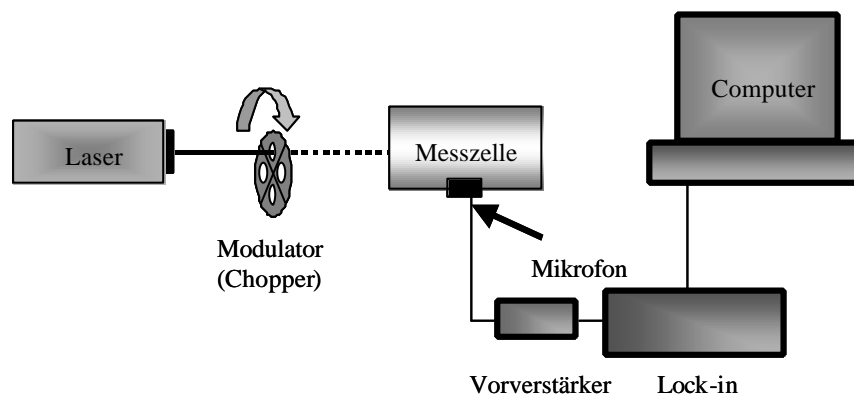 Computer
Laser
Messzelle
Modulator
(Chopper)
Mikrofon
Vorverstärker
Lock-in